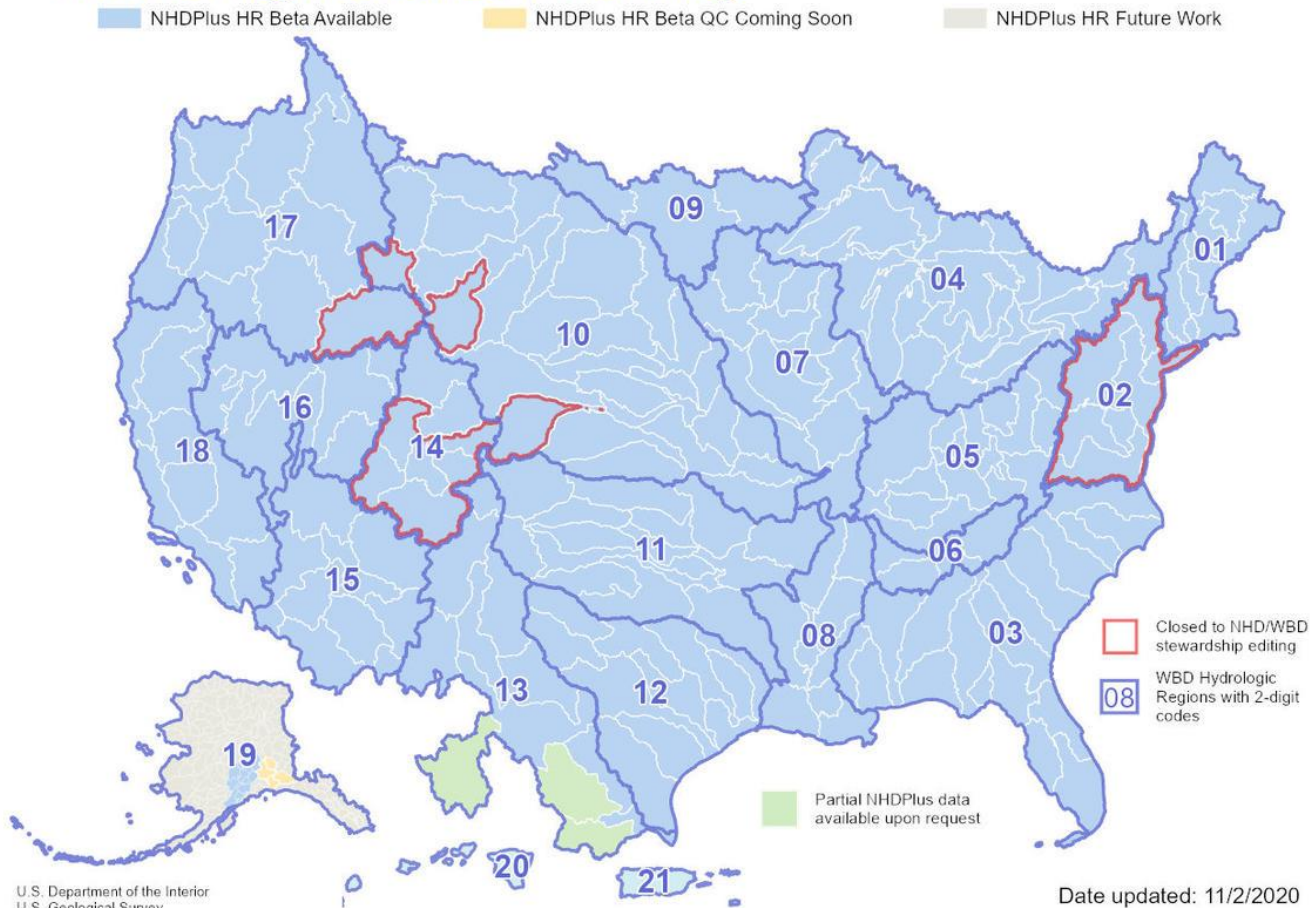 NHDPlus HR Beta Available
NHDPlus HR Beta QC Coming Soon
NHDPlus HR Future Work
09
01
17
04
10
07
02
16
18
14
05
11
06
15
08
03
Closed to NHD/WBD
stewardship editing
08
WBD Hydrologic
Regions with 2-digit
codes
13
12
19
Partial NHDPlus data
available upon request
20
21
U.S. Department of the Interior
U.S. Geological Survey
Date updated: 11/2/2020